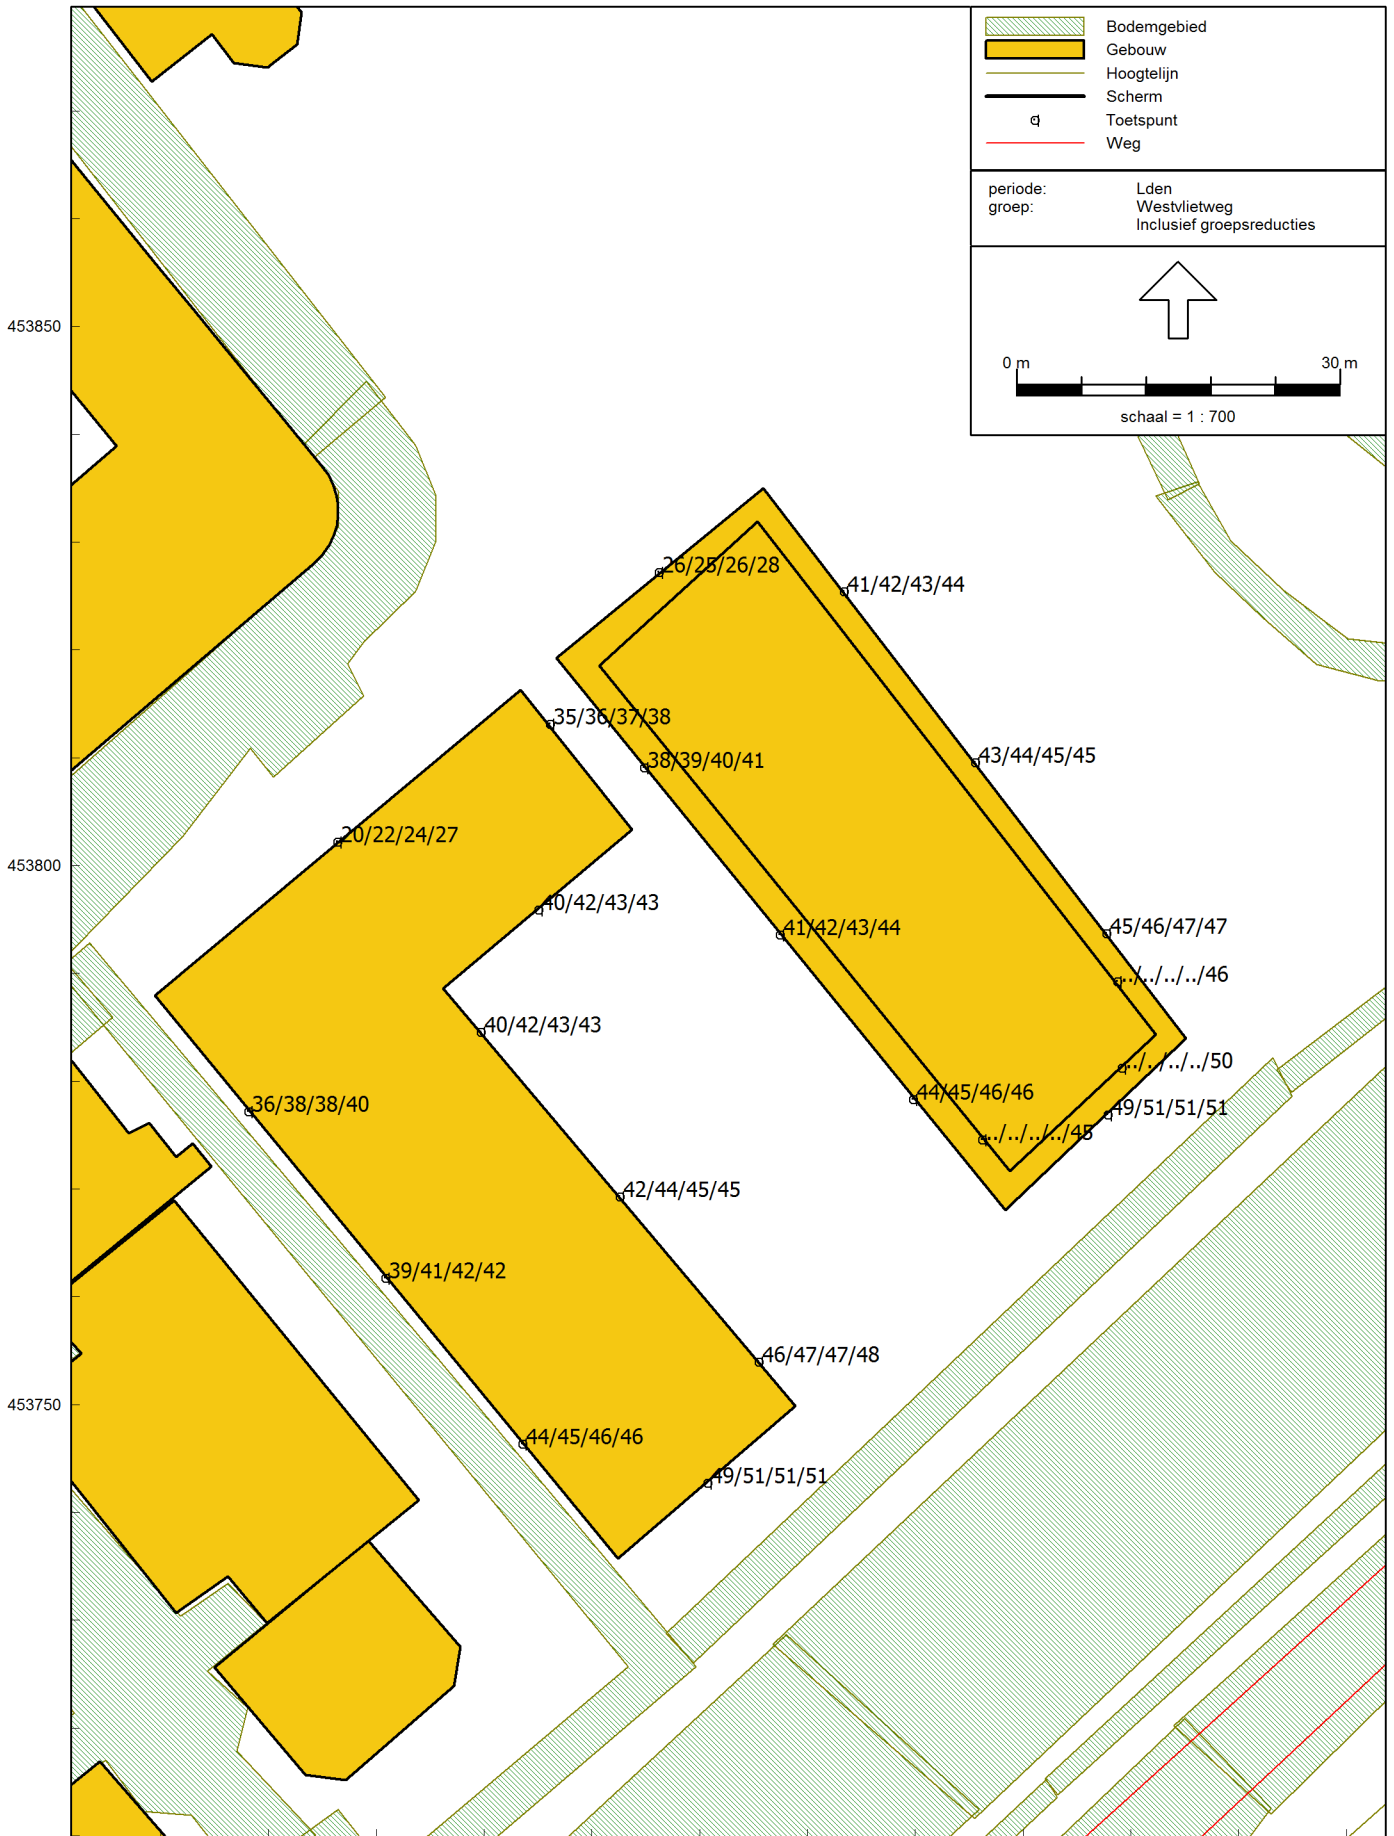 Bodemgebied
Gebouw
Hoogtelijn
Scherm
Toetspunt
Weg
periode: Lden
groep: Westvlietweg
Inclusief groepsreducties
0 m 30 m
schaal = 1 : 700
453850
26/25/26/28
41/42/43/44
35/36/37/38
38/39/40/41
43/44/45/45
20/22/24/27
453800
40/42/43/43
41/42/43/44
45/46/47/47
../../../../46
40/42/43/43
../../../../50
44/45/46/46
36/38/38/40
49/51/51/51
../../../../45
42/44/45/45
39/41/42/42
46/47/47/48
453750
44/45/46/46
49/51/51/51